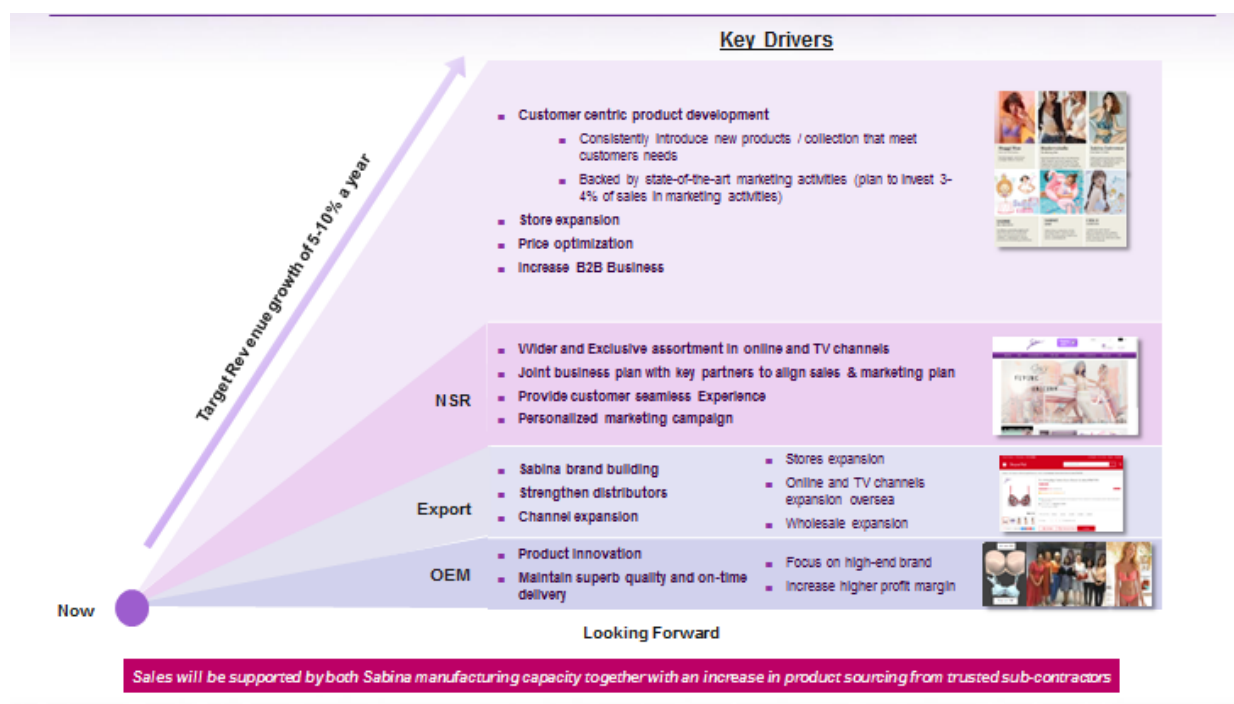 Key Drivers
Target Revenue growth of 5-10% a year
Customer centric product development
Consistently introduce new products / collection that meet
customers needs
Backed by state-of-the-art marketing activities (plan to invest 3-
4% of sales in marketing activities)
Store expansion
Price optimization
Increase B2B Business
NSR
Wider and Exclusive assortment in online and TV channels
Joint business plan with key partners to align sales & marketing plan
Provide customer seamless Experience
Personalized marketing campaign
Export
Sabina brand building
Strengthen distributors
Channel expansion
Stores expansion
Online and TV channels
expansion oversea
Wholesale expansion
OEM
Product innovation
Maintain superb quality and on-time
delivery
Focus on high-end brand
Increase higher profit margin
Now
Looking Forward
Sales will be supported by both Sabina manufacturing capacity together with an increase in product sourcing from trusted sub-contractors